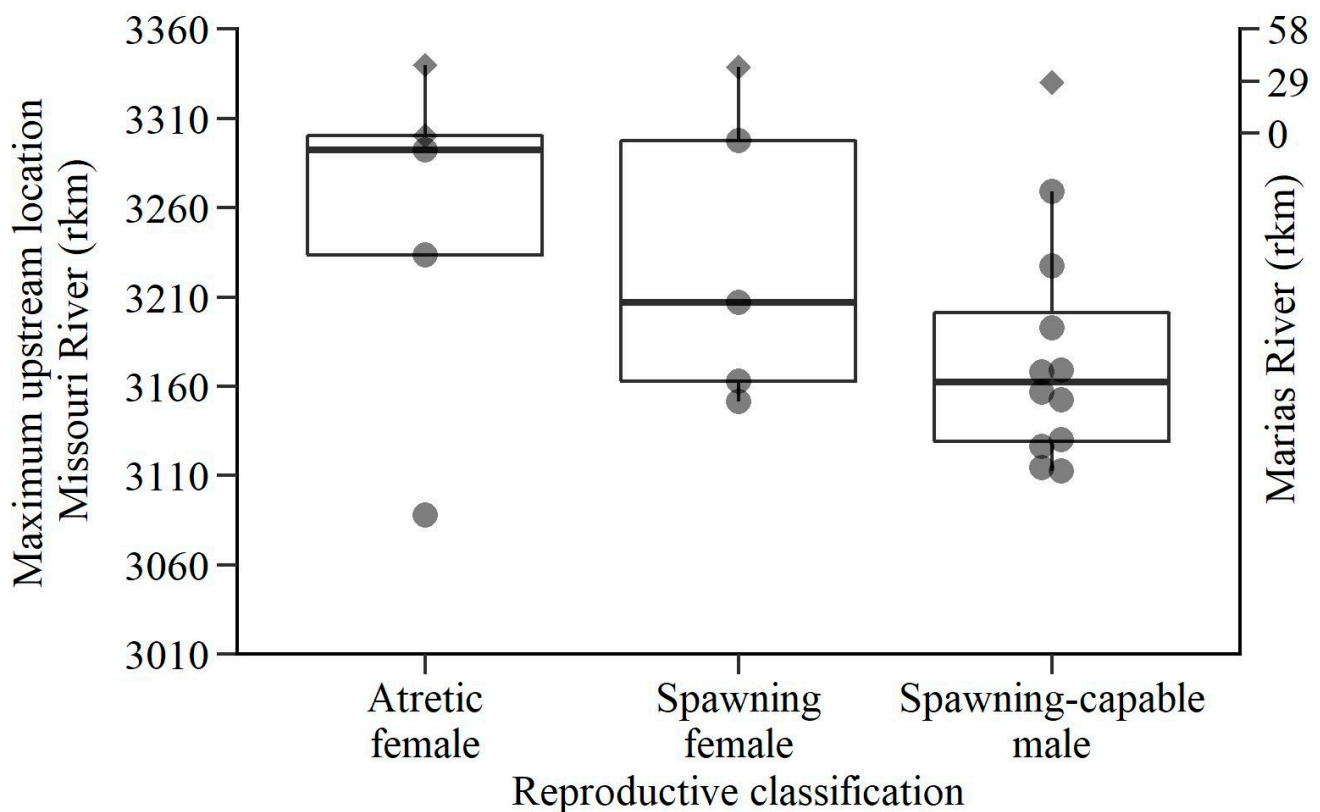 Maximum upstream location
Missouri River (rkm)
3360
3310
3260
3210
3160
3110
3060
3010
58
29
0
Marias River (rkm)
Atretic
female
Spawning
female
Spawning-capable
male
Reproductive classification